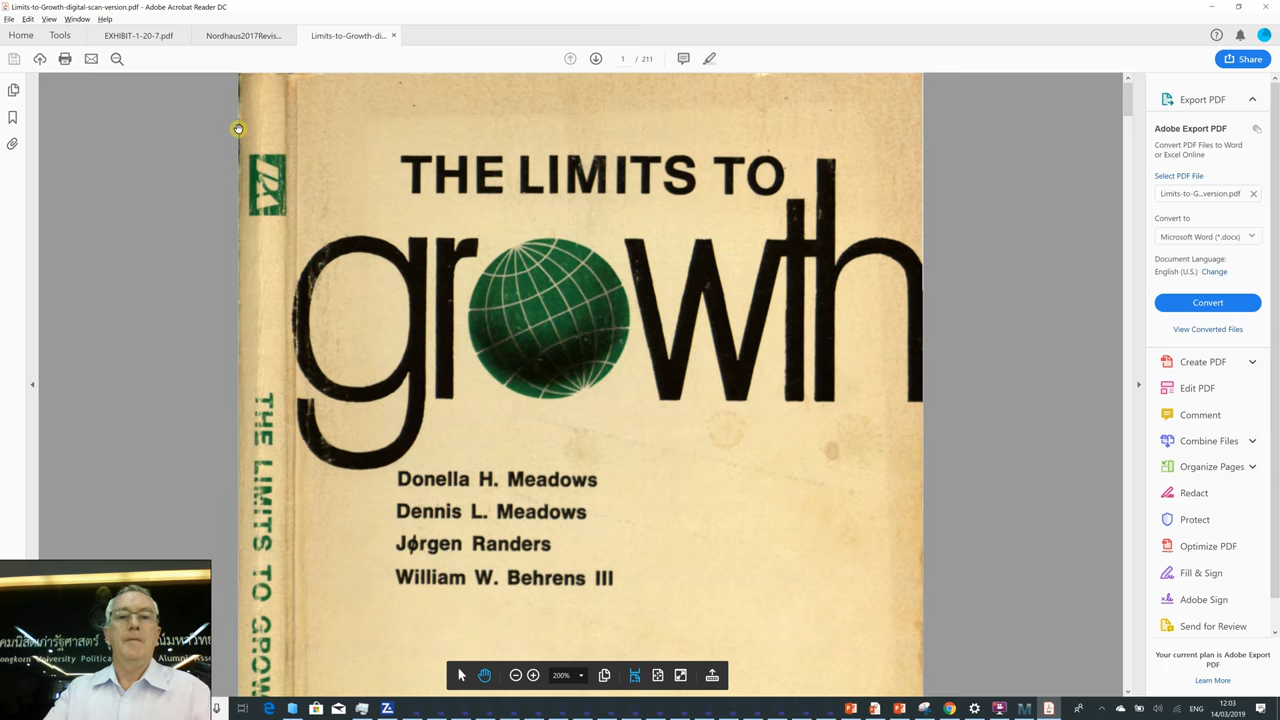 Limits-to-Growth-digital-scan-version.pdf - Adobe Acrobat Reader DC
File Edit View Window Help
Home Tools EXHIBIT-1-20-7.pdf Nordhaus2017Revis... Limits-to-Growth-di...
1 / 211
Share
THE LIMITS TO
growth
Donella H. Meadows
Dennis L. Meadows
Jørgen Randers
William W. Behrens III
THE LIMITS TO GROW
Export PDF
Adobe Export PDF
Convert PDF Files to Word
or Excel Online
Select PDF File
Limits-to-G...version.pdf
Convert to
Microsoft Word (*.docx)
Document Language:
English (U.S.) Change
Convert
View Converted Files
Create PDF
Edit PDF
Comment
Combine Files
Organize Pages
Redact
Protect
Optimize PDF
Fill & Sign
Adobe Sign
Send for Review
Your current plan is Adobe Export
PDF
Learn More
University Political
Alumni
200%
ENG
12:03
14/03/2019